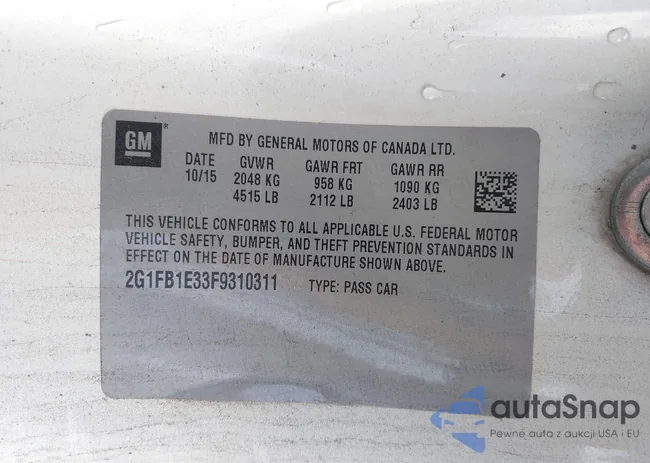 GM
MFD BY GENERAL MOTORS OF CANADA LTD.
DATE GVWR GAWR FRT GAWR RR
10/15 2048 KG 958 KG 1090 KG
4515 LB 2112 LB 2403 LB
THIS VEHICLE CONFORMS TO ALL APPLICABLE U.S. FEDERAL MOTOR
VEHICLE SAFETY, BUMPER, AND THEFT PREVENTION STANDARDS IN
EFFECT ON THE DATE OF MANUFACTURE SHOWN ABOVE.
2G1FB1E33F9310311 TYPE: PASS CAR
autaSnap
Pewne auta z aukcji USA i EU